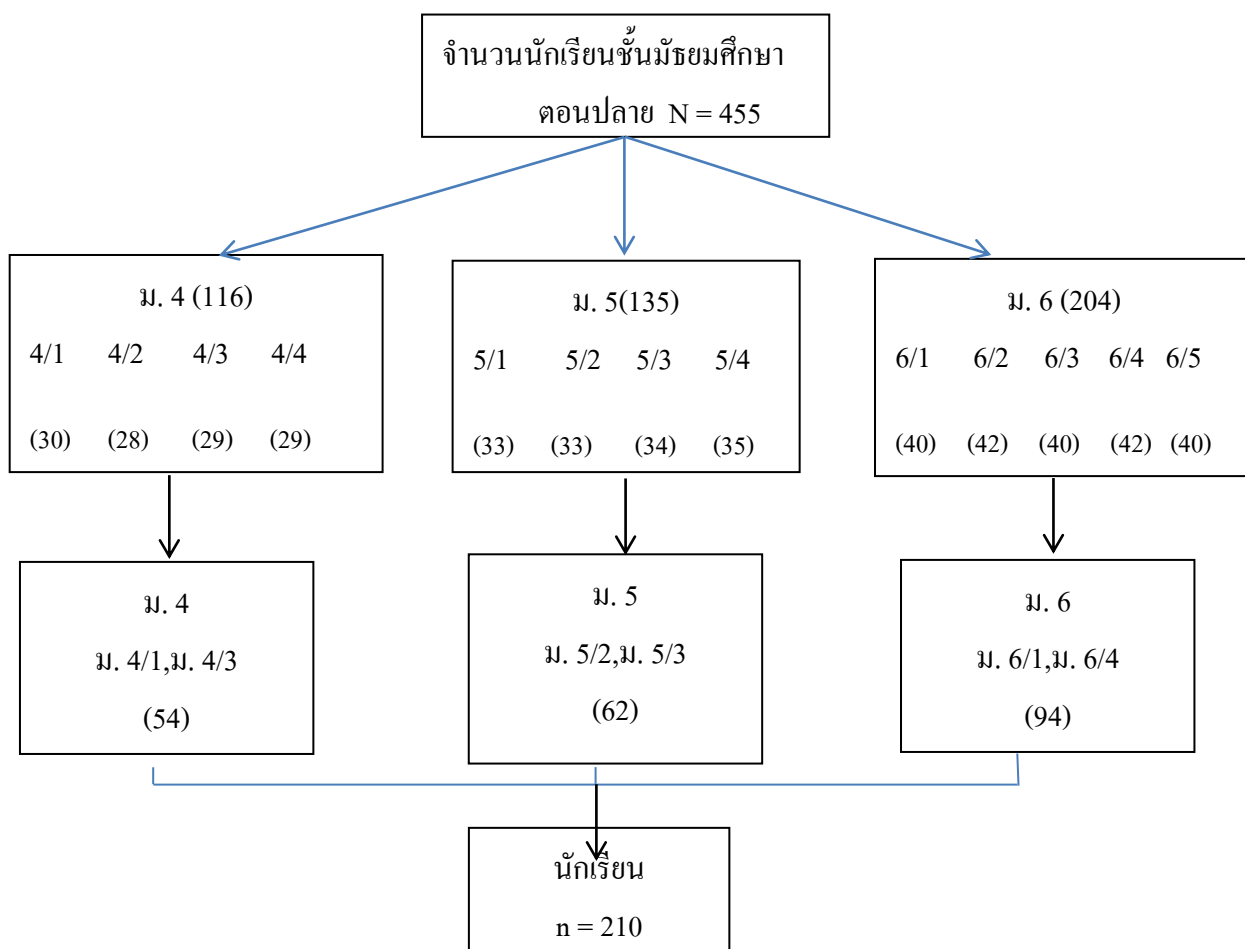 จำนวนนักเรียนชั้นมัธยมศึกษา
ตอนปลาย N = 455
ม. 4 (116)
4/1 4/2 4/3 4/4
(30) (28) (29) (29)
ม. 5(135)
5/1 5/2 5/3 5/4
(33) (33) (34) (35)
ม. 6 (204)
6/1 6/2 6/3 6/4 6/5
(40) (42) (40) (42) (40)
ม. 4
ม. 4/1,ม. 4/3
(54)
ม. 5
ม. 5/2,ม. 5/3
(62)
ม. 6
ม. 6/1,ม. 6/4
(94)
นักเรียน
n = 210